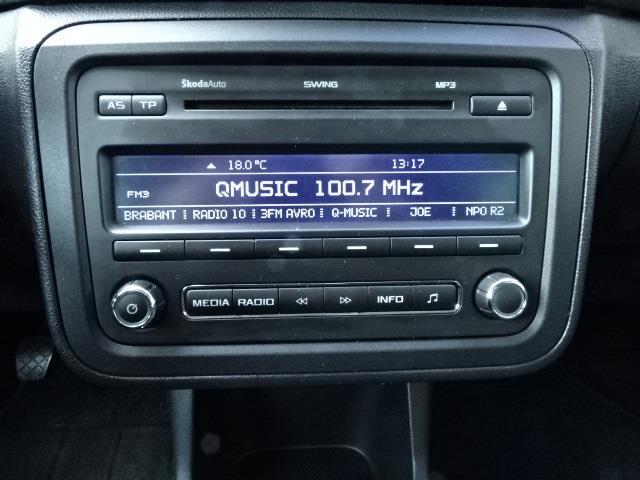 ŠkodaAuto SWING MP3
AS TP
18.0°C 13:17
FM3 QMUSIC 100.7 MHz
BRABANT RADIO 10 3FM AVRO Q-MUSIC JOE NPO R2
MEDIA RADIO INFO